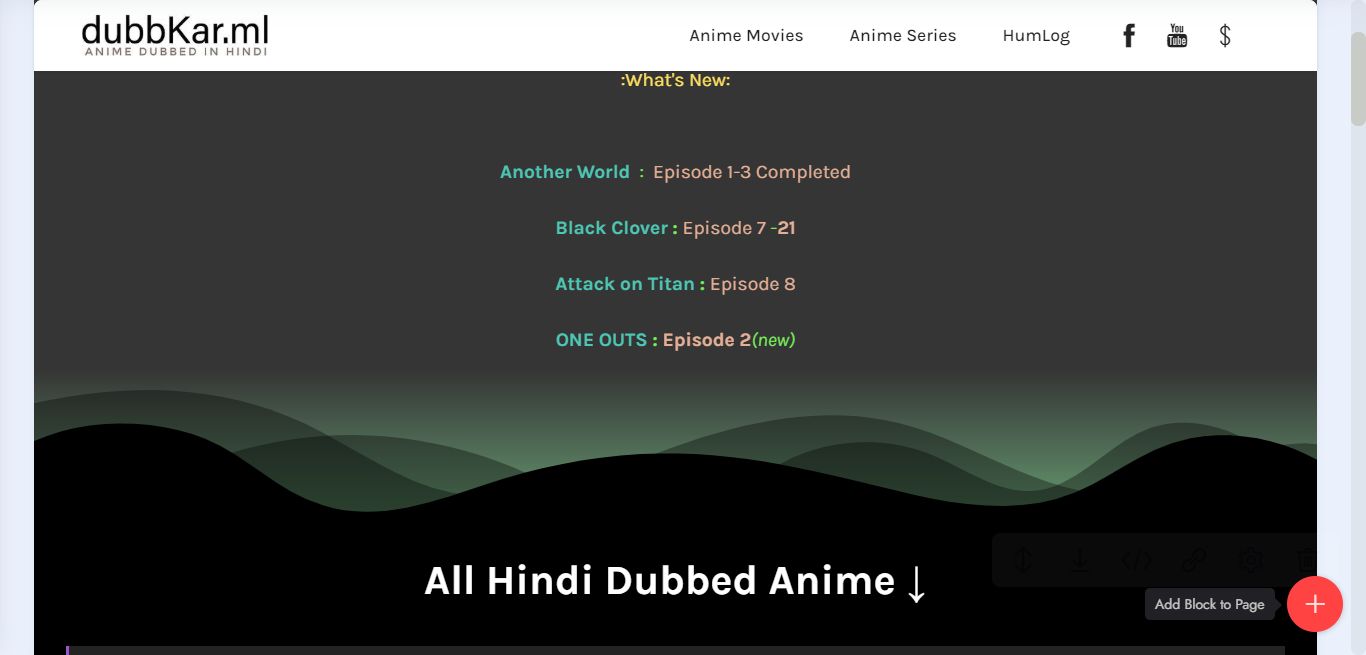 dubbKar.ml
ANIME DUBBED IN HINDI
Anime Movies Anime Series HumLog f You Tube $
:What's New:
Another World : Episode 1-3 Completed
Black Clover : Episode 7 -21
Attack on Titan : Episode 8
ONE OUTS : Episode 2(new)
All Hindi Dubbed Anime ↓
</> 
Add Block to Page +